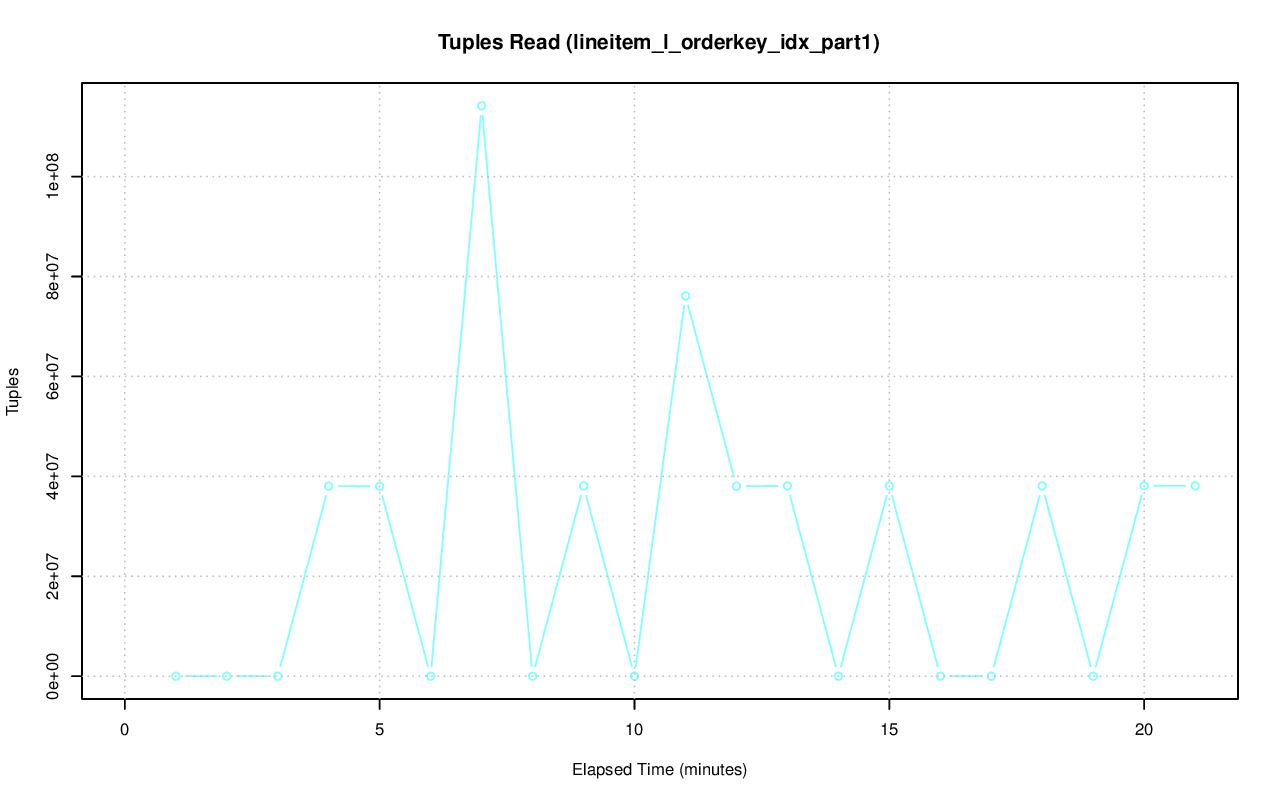 Tuples Read (lineitem_l_orderkey_idx_part1)
Tuples
1e+08
8e+07
6e+07
4e+07
2e+07
0e+00
0 5 10 15 20
Elapsed Time (minutes)